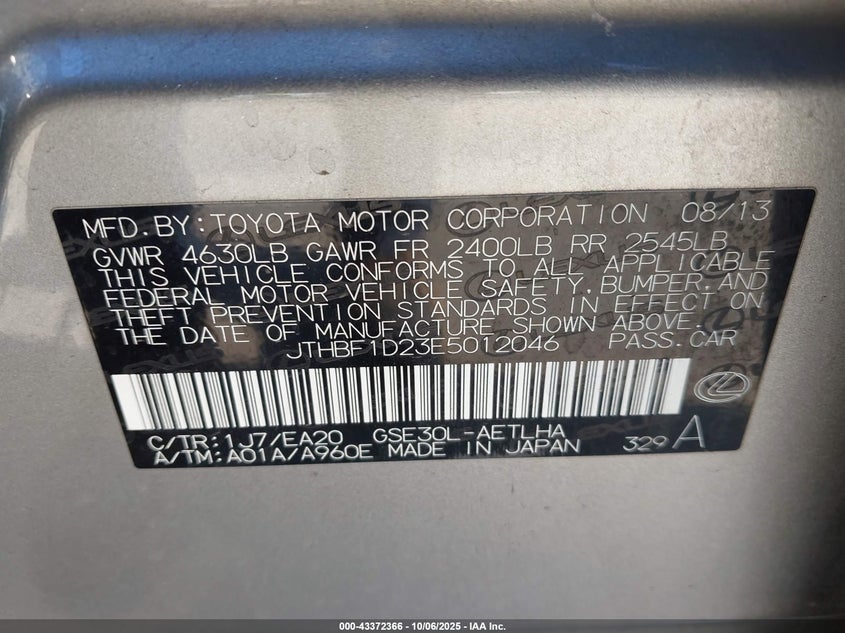 MFD. BY: TOYOTA MOTOR CORPORATION 08/13
GVWR 4630LB GAWR FR 2400LB RR 2545LB
THIS VEHICLE CONFORMS TO ALL APPLICABLE
FEDERAL MOTOR VEHICLE SAFETY, BUMPER, AND
THEFT PREVENTION STANDARDS IN EFFECT ON
THE DATE OF MANUFACTURE SHOWN ABOVE.
JTHBF1D23E5012046 PASS. CAR
C/TR: 1J7/EA20 GSE30L-AETLHA
A/TM: A01A/A960E MADE IN JAPAN 329 A
000-43372366 - 10/06/2025 - IAA Inc.